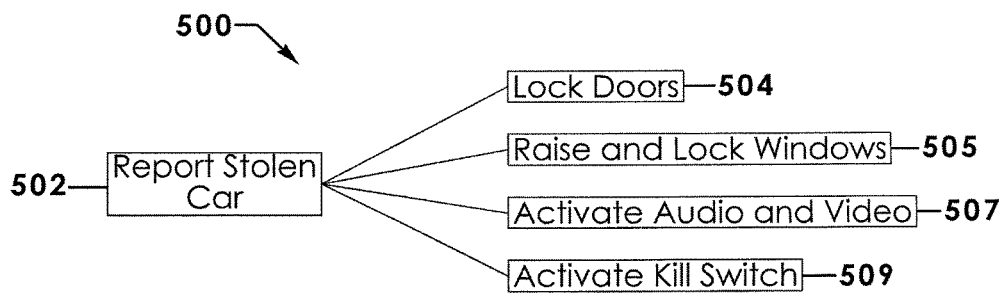 500
Lock Doors 504
Raise and Lock Windows 505
502 Report Stolen
Car
Activate Audio and Video 507
Activate Kill Switch 509